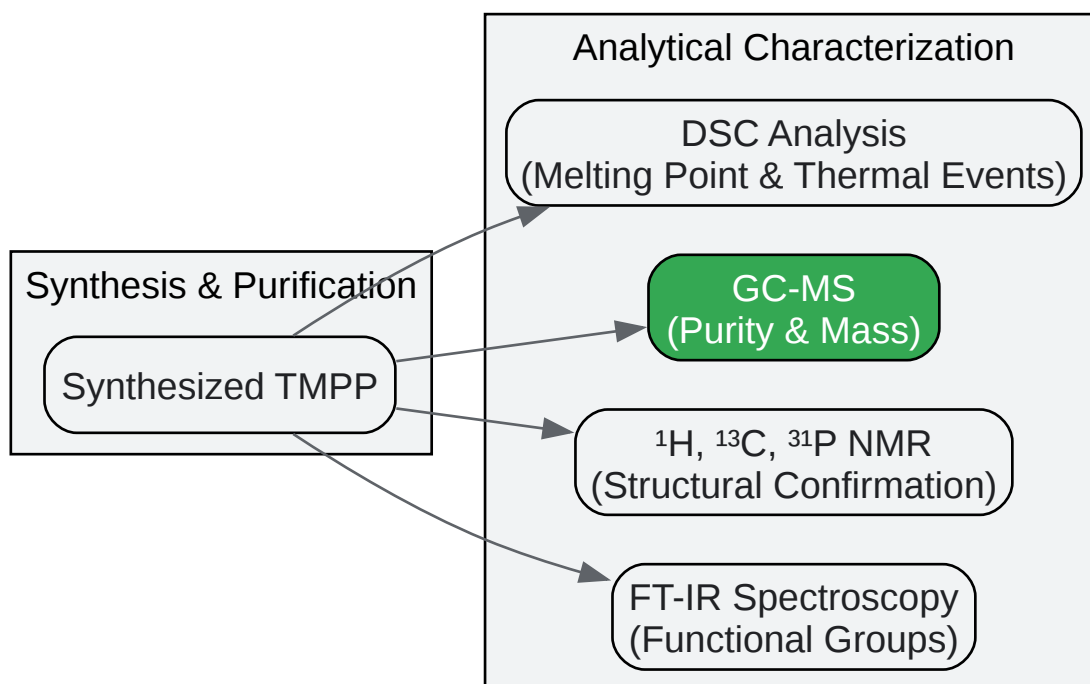 Analytical Characterization
DSC Analysis
(Melting Point & Thermal Events)
Synthesis & Purification
GC-MS
(Purity & Mass)
Synthesized TMPP
¹H, ¹³C, ³¹P NMR
(Structural Confirmation)
FT-IR Spectroscopy
(Functional Groups)